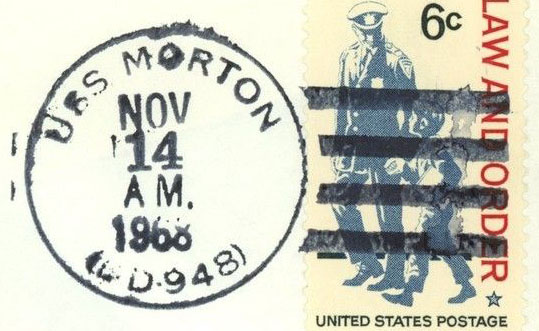 USS MORTON
NOV
14
A M.
1968
(DD-948)
6c
LAW AND ORDER
UNITED STATES POSTAGE